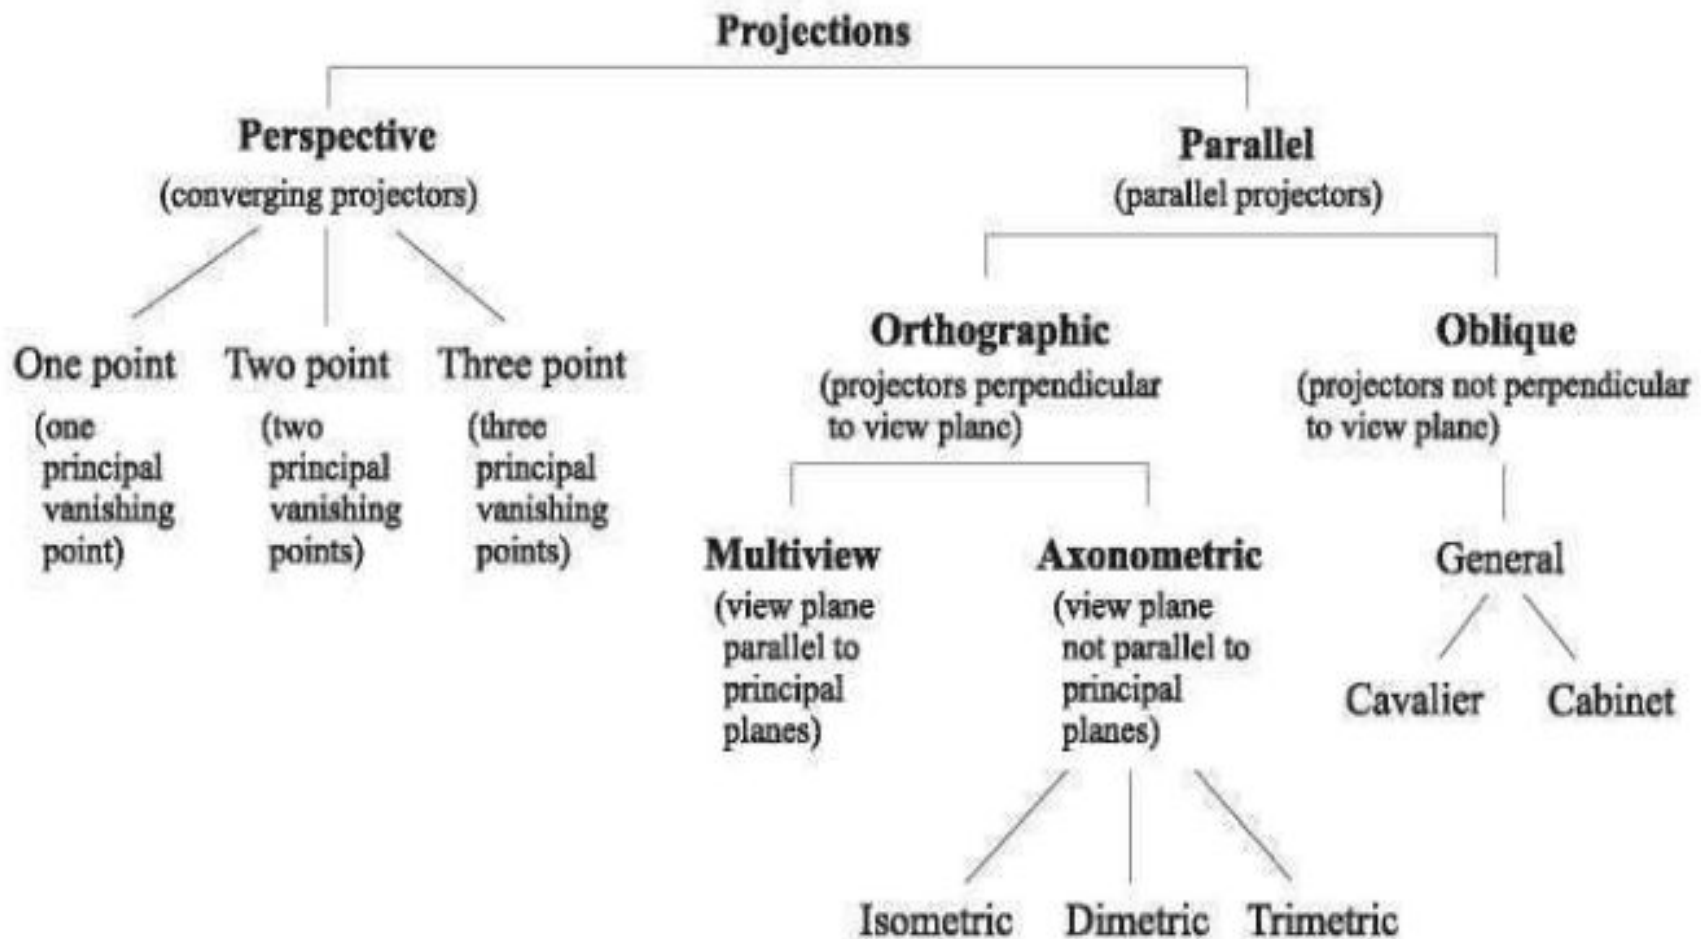 Projections
Perspective
(converging projectors)
Parallel
(parallel projectors)
One point
(one
principal
vanishing
point)
Two point
(two
principal
vanishing
points)
Three point
(three
principal
vanishing
points)
Orthographic
(projectors perpendicular
to view plane)
Oblique
(projectors not perpendicular
to view plane)
Multiview
(view plane
parallel to
principal
planes)
Axonometric
(view plane
not parallel to
principal
planes)
General
Cavalier
Cabinet
Isometric
Dimetric
Trimetric